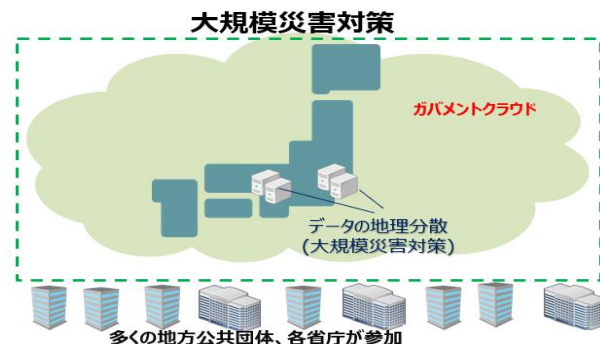 大規模災害対策
ガバメントクラウド
データの地理分散
(大規模災害対策)
多くの地方公共団体、各省庁が参加